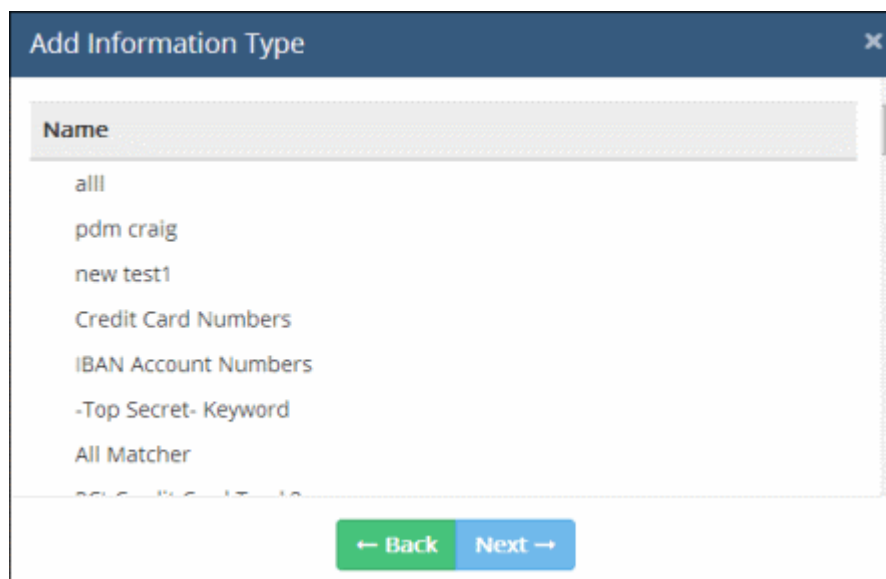 Add Information Type ×
Name
alll
pdm craig
new test1
Credit Card Numbers
IBAN Account Numbers
-Top Secret- Keyword
All Matcher
← Back Next →